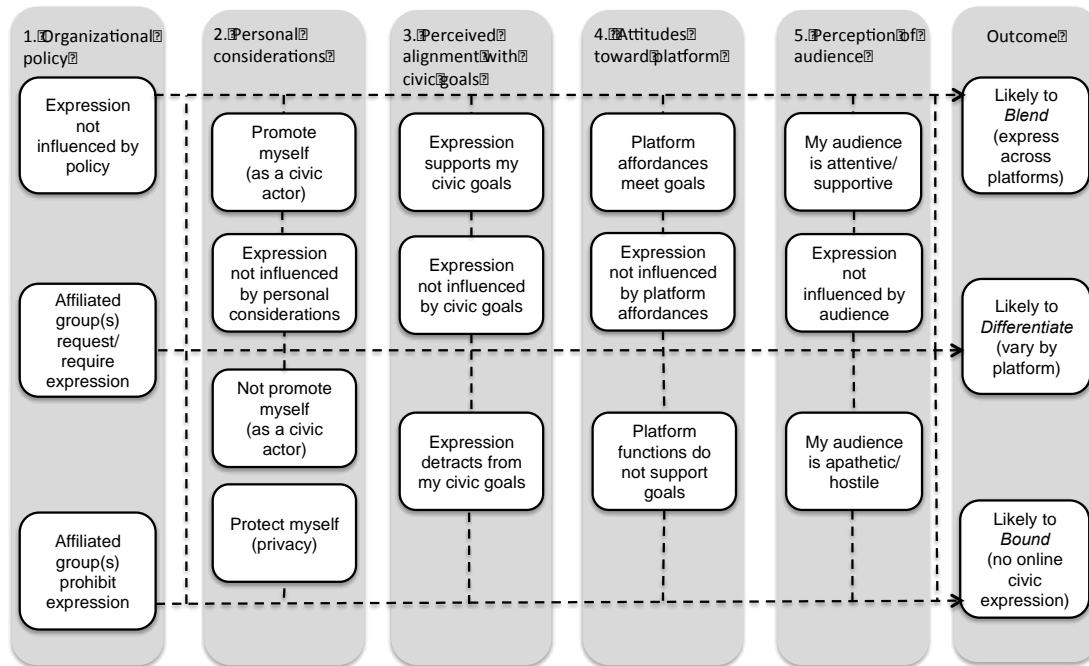 1. Organizational
policy
Expression
not
influenced by
policy
Affiliated
group(s)
request/
require
expression
Affiliated
group(s)
prohibit
expression
2. Personal
considerations
Promote
myself
(as a civic
actor)
Expression
not influenced
by personal
considerations
Not promote
myself
(as a civic
actor)
Protect myself
(privacy)
3. Perceived
alignment with
civic goals
Expression
supports my
civic goals
Expression
not influenced
by civic goals
Expression
detracts from
my civic goals
4. Attitudes
toward platform
Platform
affordances
meet goals
Expression
not influenced
by platform
affordances
Platform
functions do
not support
goals
5. Perception of
audience
My audience
is attentive/
supportive
Expression
not
influenced by
audience
My audience
is apathetic/
hostile
Outcome
Likely to
Blend
(express
across
platforms)
Likely to
Differentiate
(vary by
platform)
Likely to
Bound
(no online
civic
expression)